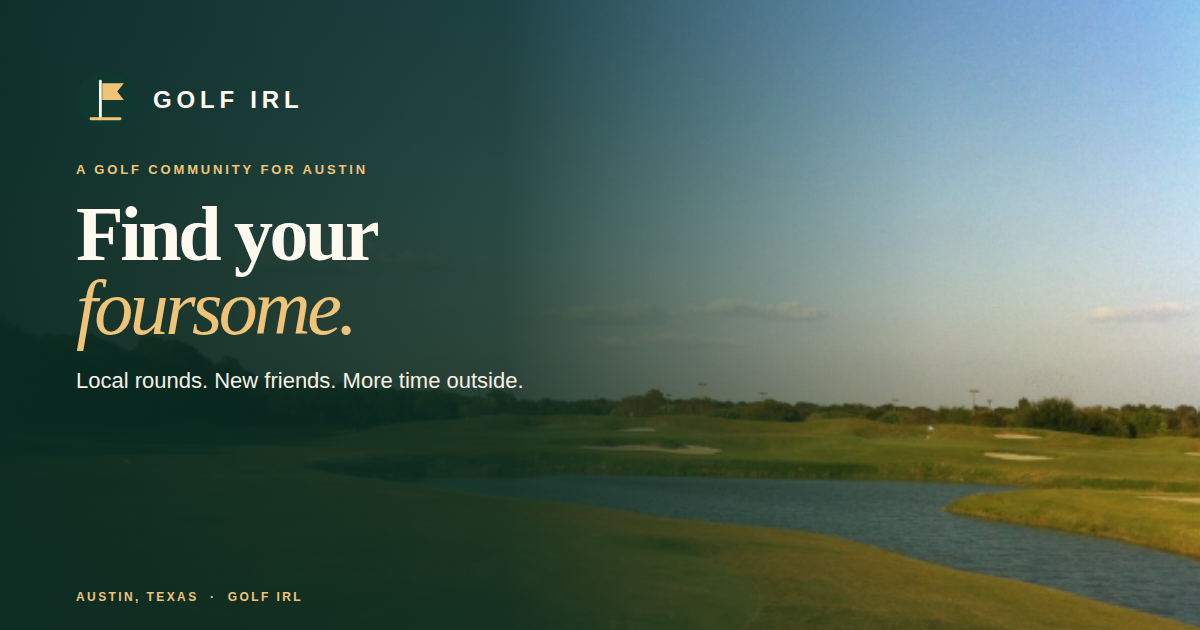 GOLF IRL
A GOLF COMMUNITY FOR AUSTIN
Find your
foursome.
Local rounds. New friends. More time outside.
AUSTIN, TEXAS · GOLF IRL